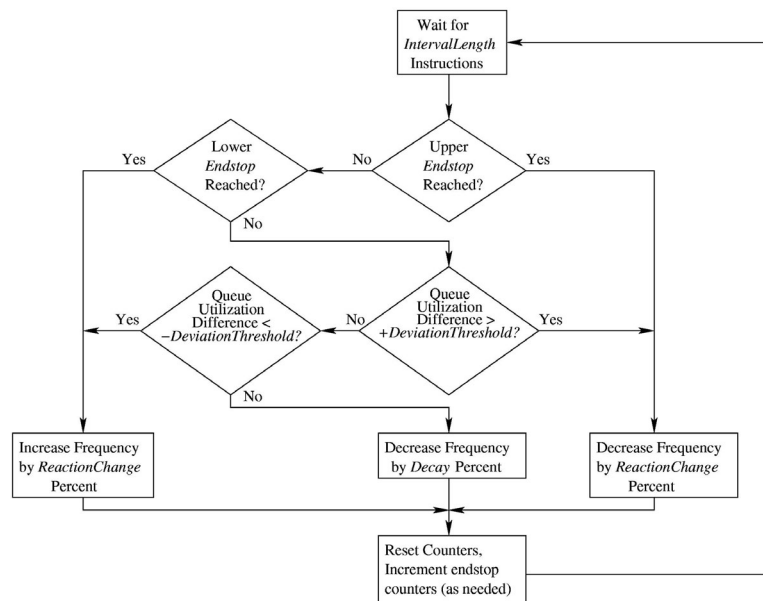 Wait for
IntervalLength
Instructions
Yes
Lower
Endstop
Reached?
No
Upper
Endstop
Reached?
Yes
No
Yes
Queue
Utilization
Difference <
−DeviationThreshold?
No
Queue
Utilization
Difference >
+DeviationThreshold?
Yes
No
Increase Frequency
by ReactionChange
Percent
Decrease Frequency
by Decay Percent
Decrease Frequency
by ReactionChange
Percent
Reset Counters,
Increment endstop
counters (as needed)